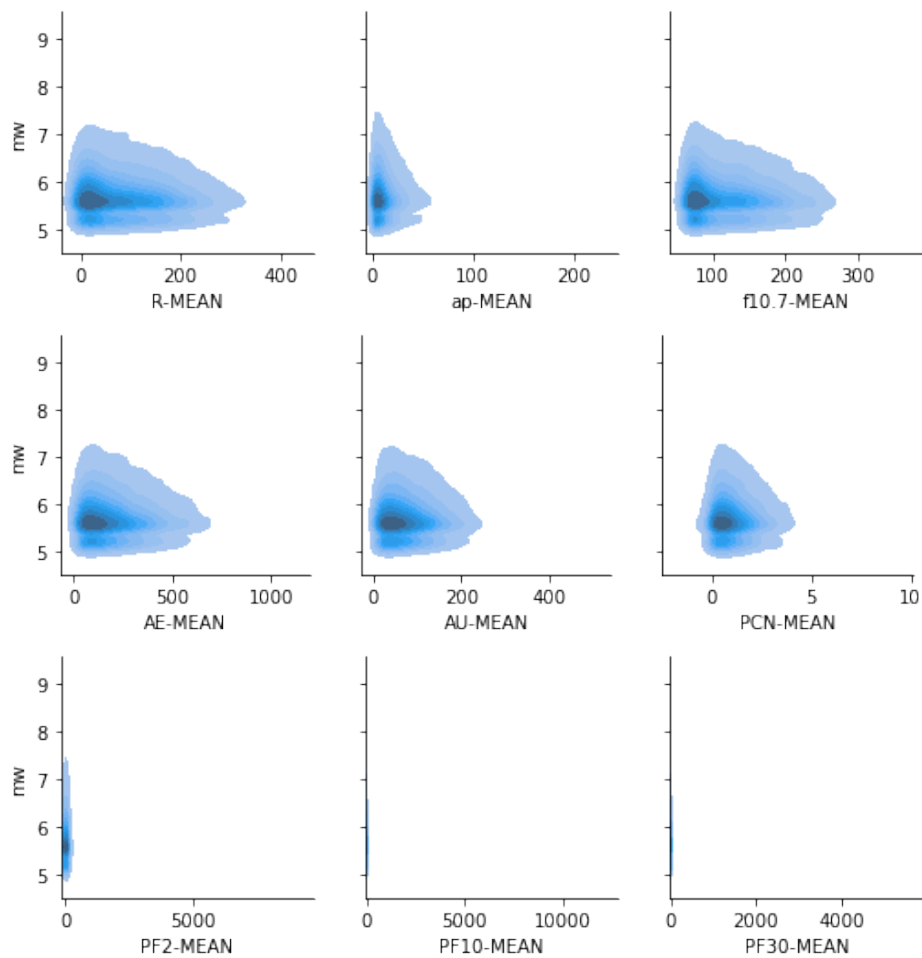 9
8
7
6
5
mw
0 200 400
R-MEAN
0 100 200
ap-MEAN
100 200 300
f10.7-MEAN
9
8
7
6
5
mw
0 500 1000
AE-MEAN
0 200 400
AU-MEAN
0 5 10
PCN-MEAN
9
8
7
6
5
mw
0 5000
PF2-MEAN
0 5000 10000
PF10-MEAN
0 2000 4000
PF30-MEAN